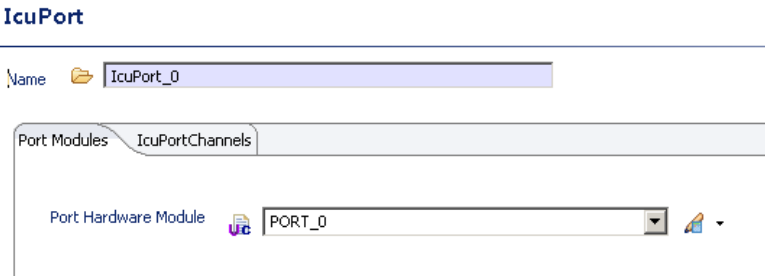 IcuPort
Name IcuPort_0
Port Modules IcuPortChannels
Port Hardware Module PORT_0